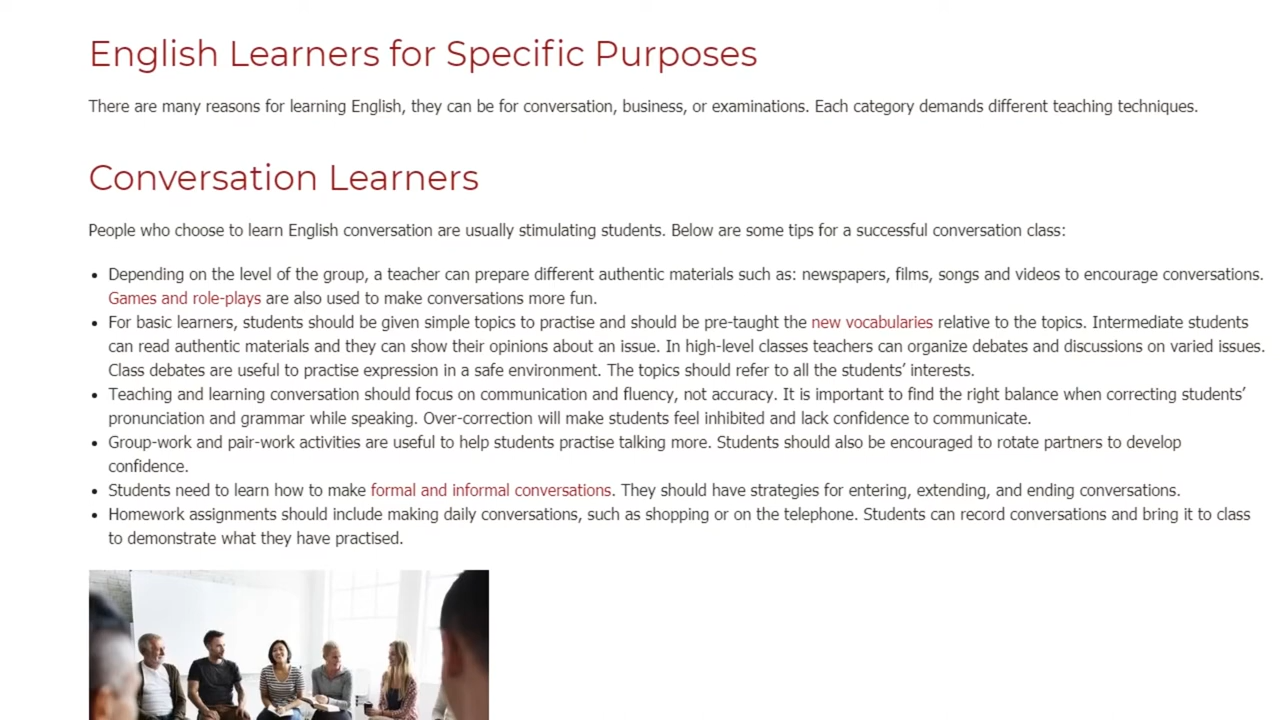 English Learners for Specific Purposes
There are many reasons for learning English, they can be for conversation, business, or examinations. Each category demands different teaching techniques.
Conversation Learners
People who choose to learn English conversation are usually stimulating students. Below are some tips for a successful conversation class:
• Depending on the level of the group, a teacher can prepare different authentic materials such as: newspapers, films, songs and videos to encourage conversations.
Games and role-plays are also used to make conversations more fun.
• For basic learners, students should be given simple topics to practise and should be pre-taught the new vocabularies relative to the topics. Intermediate students
can read authentic materials and they can show their opinions about an issue. In high-level classes teachers can organize debates and discussions on varied issues.
Class debates are useful to practise expression in a safe environment. The topics should refer to all the students’ interests.
• Teaching and learning conversation should focus on communication and fluency, not accuracy. It is important to find the right balance when correcting students’
pronunciation and grammar while speaking. Over-correction will make students feel inhibited and lack confidence to communicate.
• Group-work and pair-work activities are useful to help students practise talking more. Students should also be encouraged to rotate partners to develop
confidence.
• Students need to learn how to make formal and informal conversations. They should have strategies for entering, extending, and ending conversations.
• Homework assignments should include making daily conversations, such as shopping or on the telephone. Students can record conversations and bring it to class
to demonstrate what they have practised.